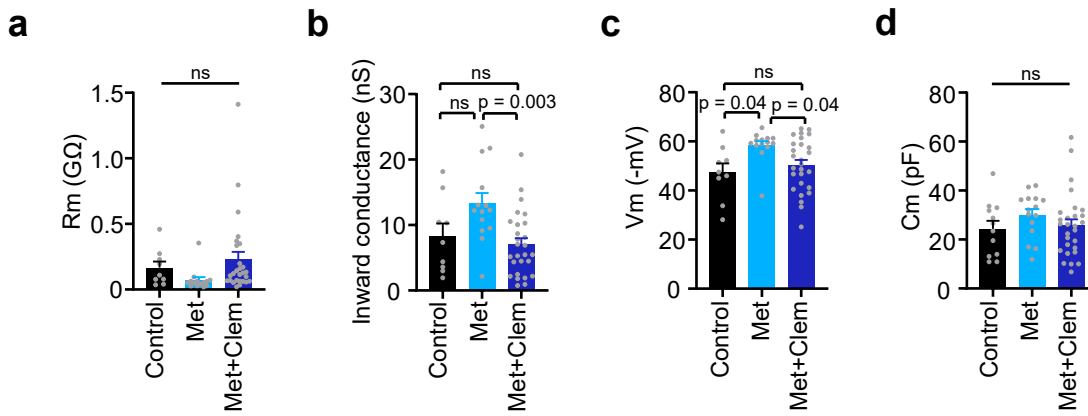 a
ns
Rm (GΩ)
1.5
1.0
0.5
0
Control
Met
Met+Clem
b
ns
ns
p = 0.003
Inward conductance (nS)
30
20
10
0
Control
Met
Met+Clem
c
ns
p = 0.04
p = 0.04
Vm (-mV)
80
60
40
20
0
Control
Met
Met+Clem
d
ns
Cm (pF)
80
60
40
20
0
Control
Met
Met+Clem